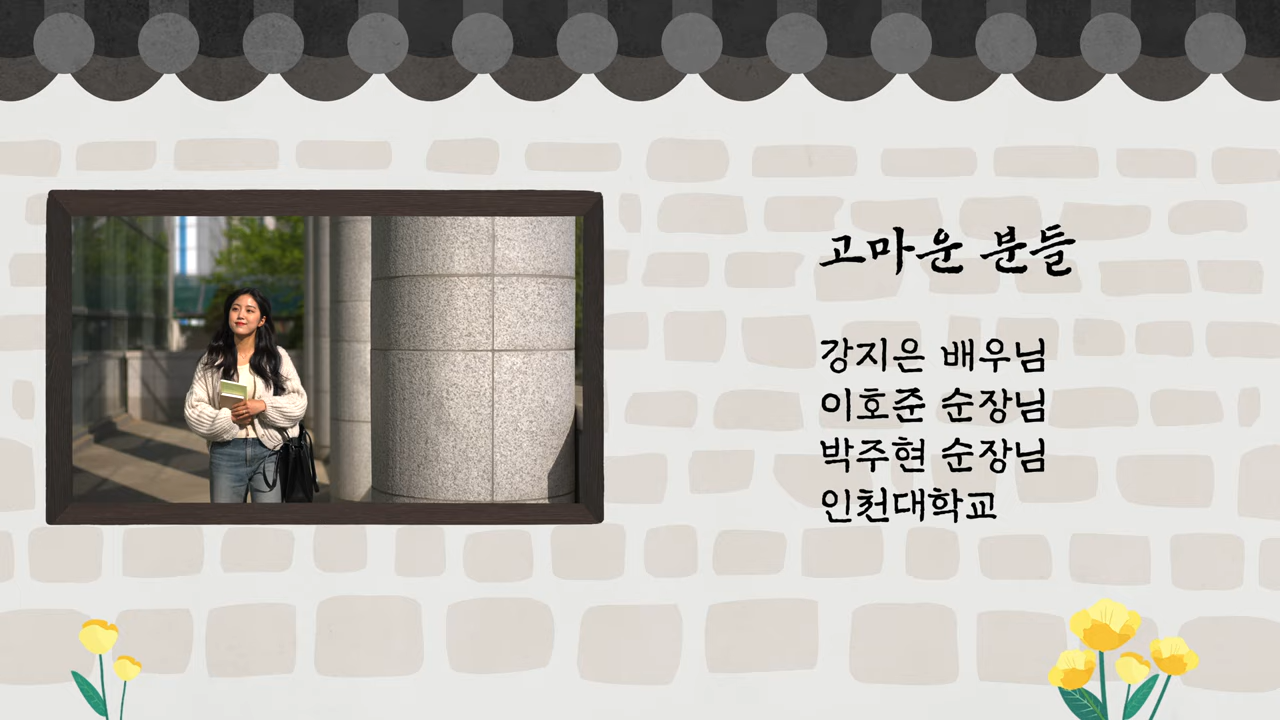 고마운 분들
강지은 배우님
이호준 순장님
박주현 순장님
인천대학교